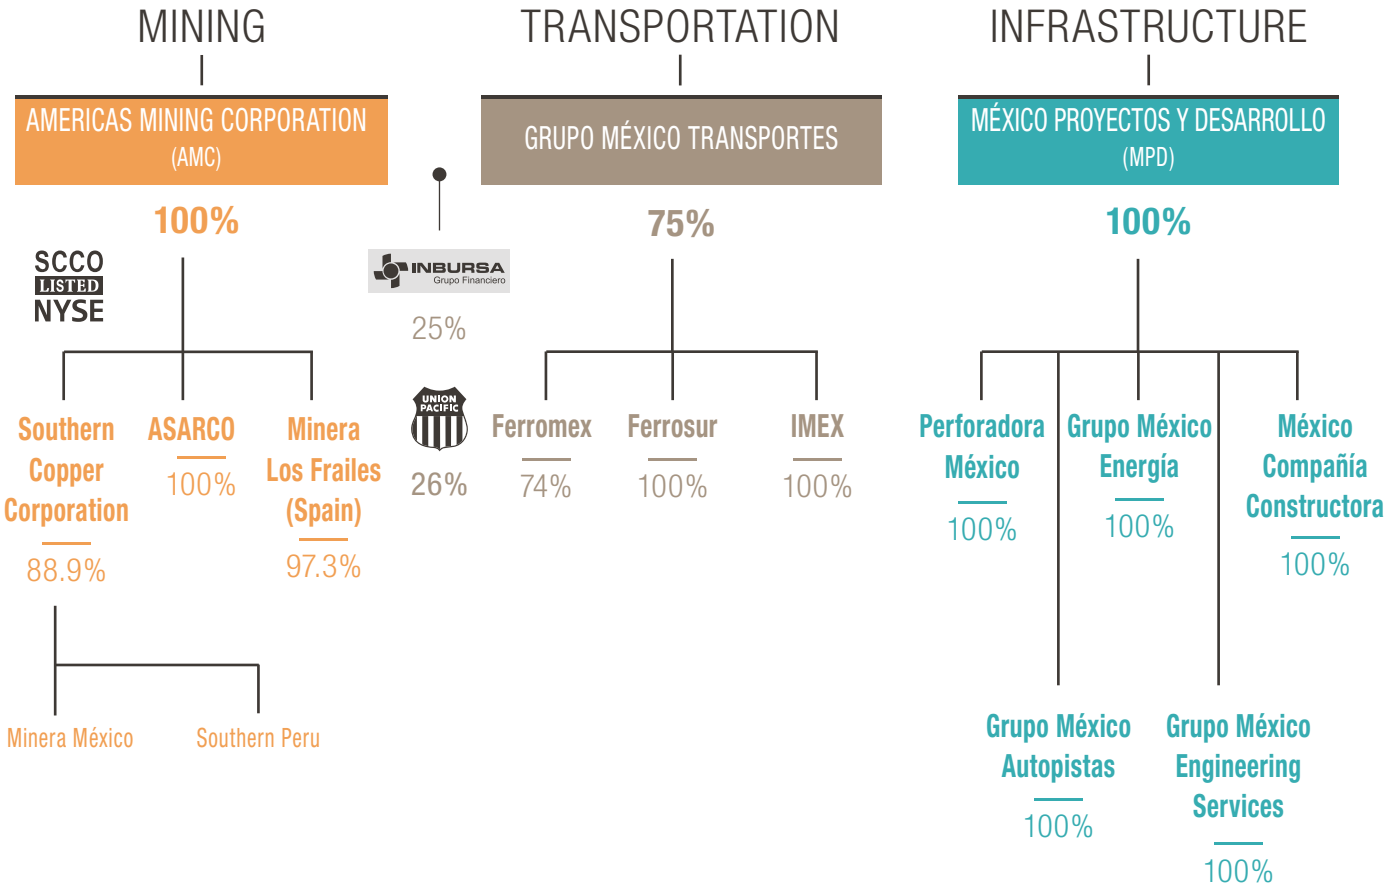 MINING
AMERICAS MINING CORPORATION
(AMC)
100%
SCCO
LISTED
NYSE
Southern
Copper
Corporation
88.9%
ASARCO
100%
Minera
Los Frailes
(Spain)
97.3%
Minera México
Southern Peru
TRANSPORTATION
GRUPO MÉXICO TRANSPORTES
75%
INBURSA
Grupo Financiero
25%
UNION
PACIFIC
26%
Ferromex
74%
Ferrosur
100%
IMEX
100%
INFRASTRUCTURE
MÉXICO PROYECTOS Y DESARROLLO
(MPD)
100%
Perforadora
México
100%
Grupo México
Energía
100%
México
Compañía
Constructora
100%
Grupo México
Autopistas
100%
Grupo México
Engineering
Services
100%